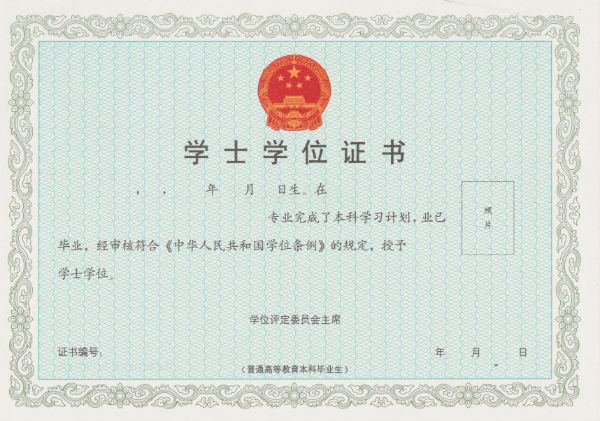 学士学位证书
， ， 年 月 日生。在
专业完成了本科学习计划，业已
毕业，经审核符合《中华人民共和国学位条例》的规定，授予
学士学位。
照
片
学位评定委员会主席
证书编号： 年 月 日
（普通高等教育本科毕业生）